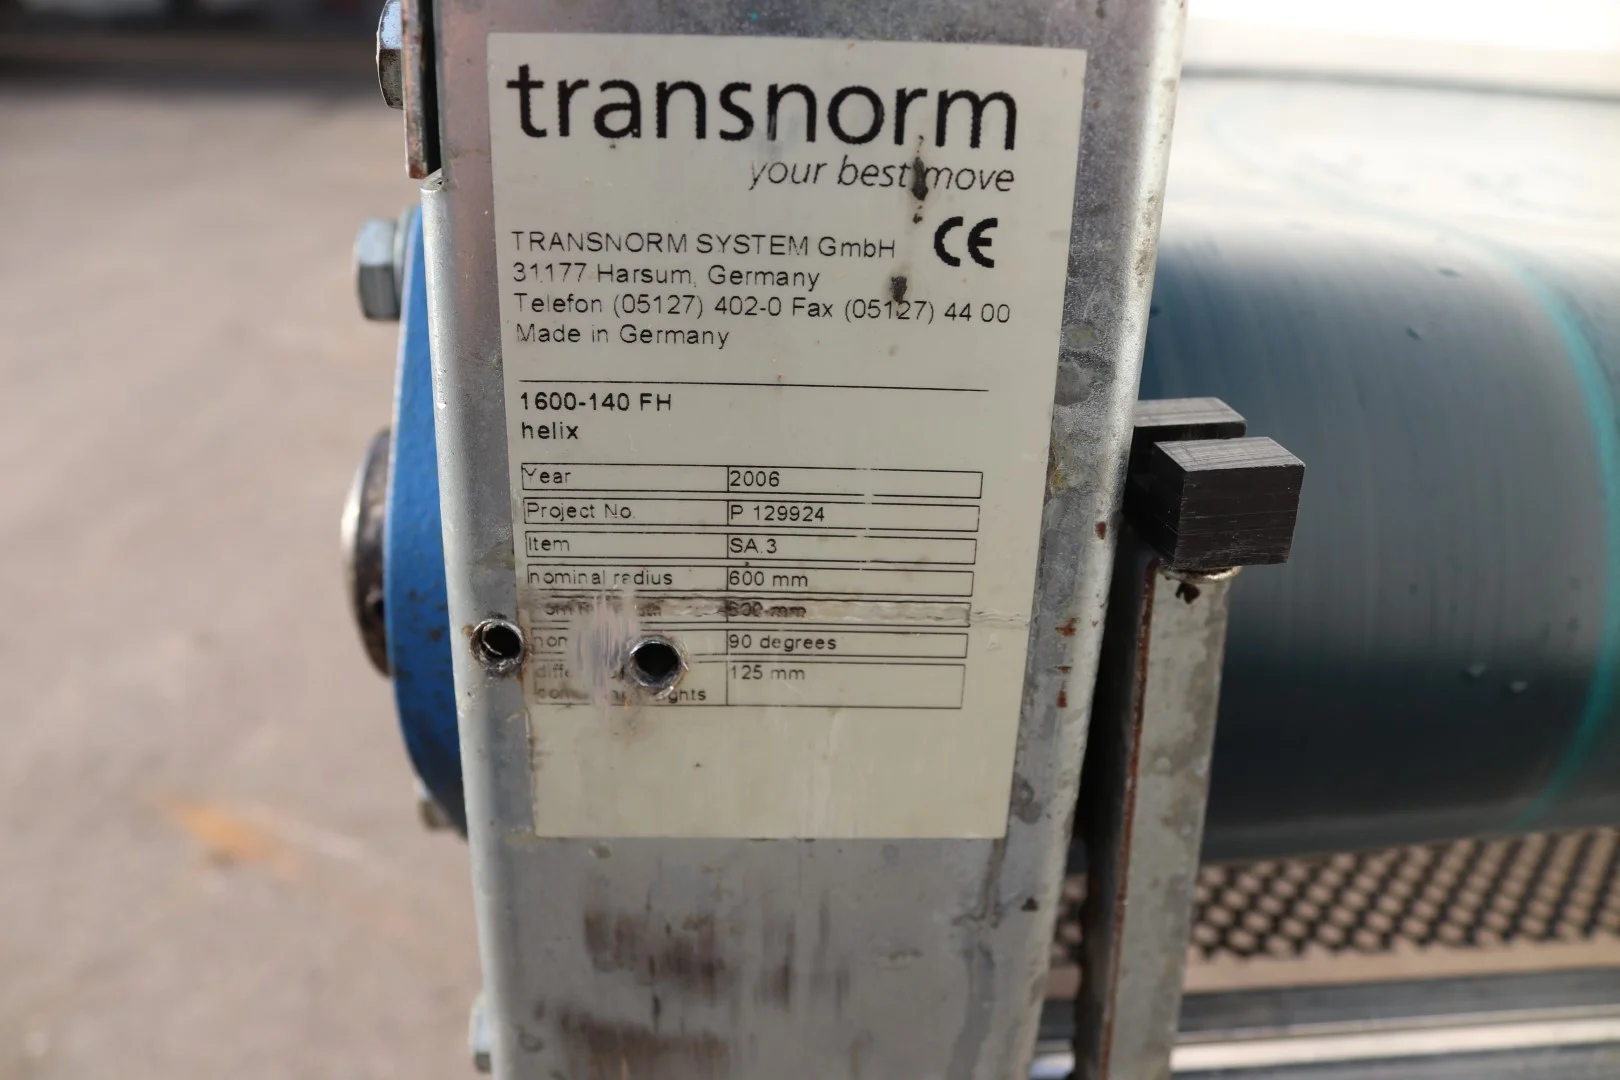 transnorm
your best move
CE
TRANSNORM SYSTEM GmbH
31177 Harsum, Germany
Telefon (05127) 402-0 Fax (05127) 44 00
Made in Germany
1600-140 FH
helix
Year 2006
Project No. P 129924
Item SA.3
nominal radius 600 mm
mm
90 degrees
125 mm